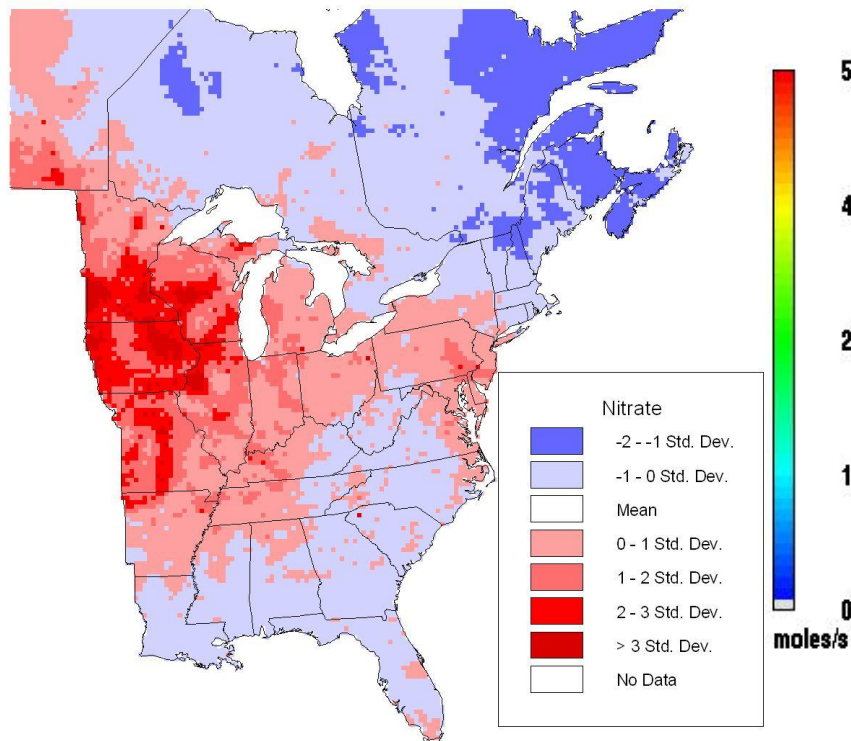 Nitrate
-2 - -1 Std. Dev.
-1 - 0 Std. Dev.
Mean
0 - 1 Std. Dev.
1 - 2 Std. Dev.
2 - 3 Std. Dev.
> 3 Std. Dev.
No Data
5
4
2
1
0
moles/s